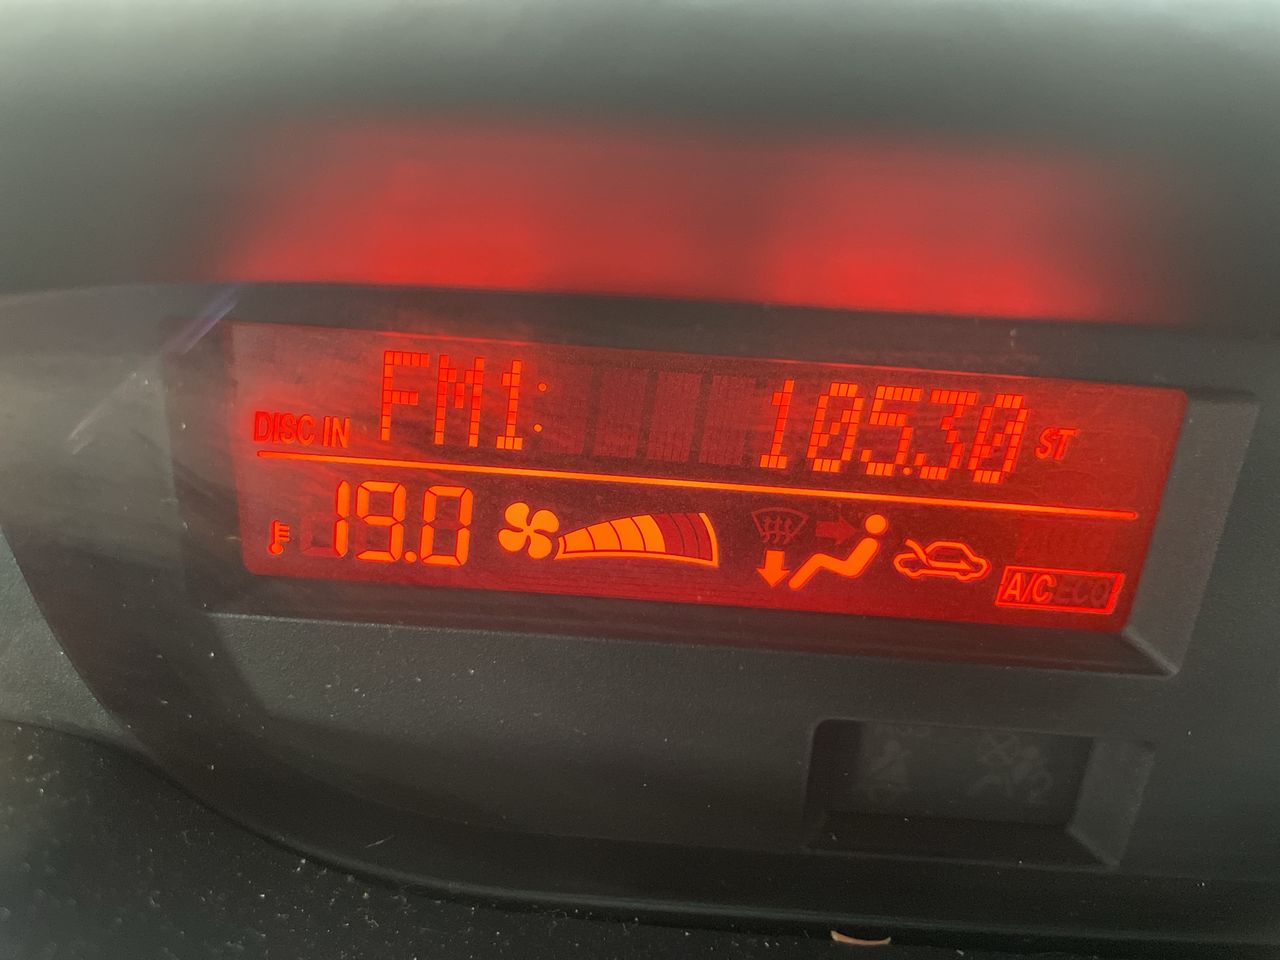 FM1: 105.30 ST
DISC IN
19.0
A/C ECO